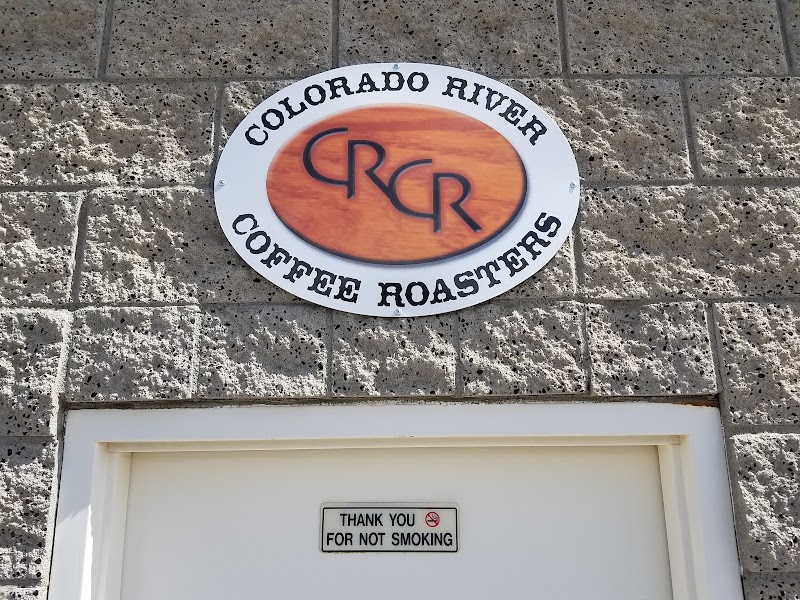 COLORADO RIVER
CRCR
COFFEE ROASTERS
THANK YOU
FOR NOT SMOKING